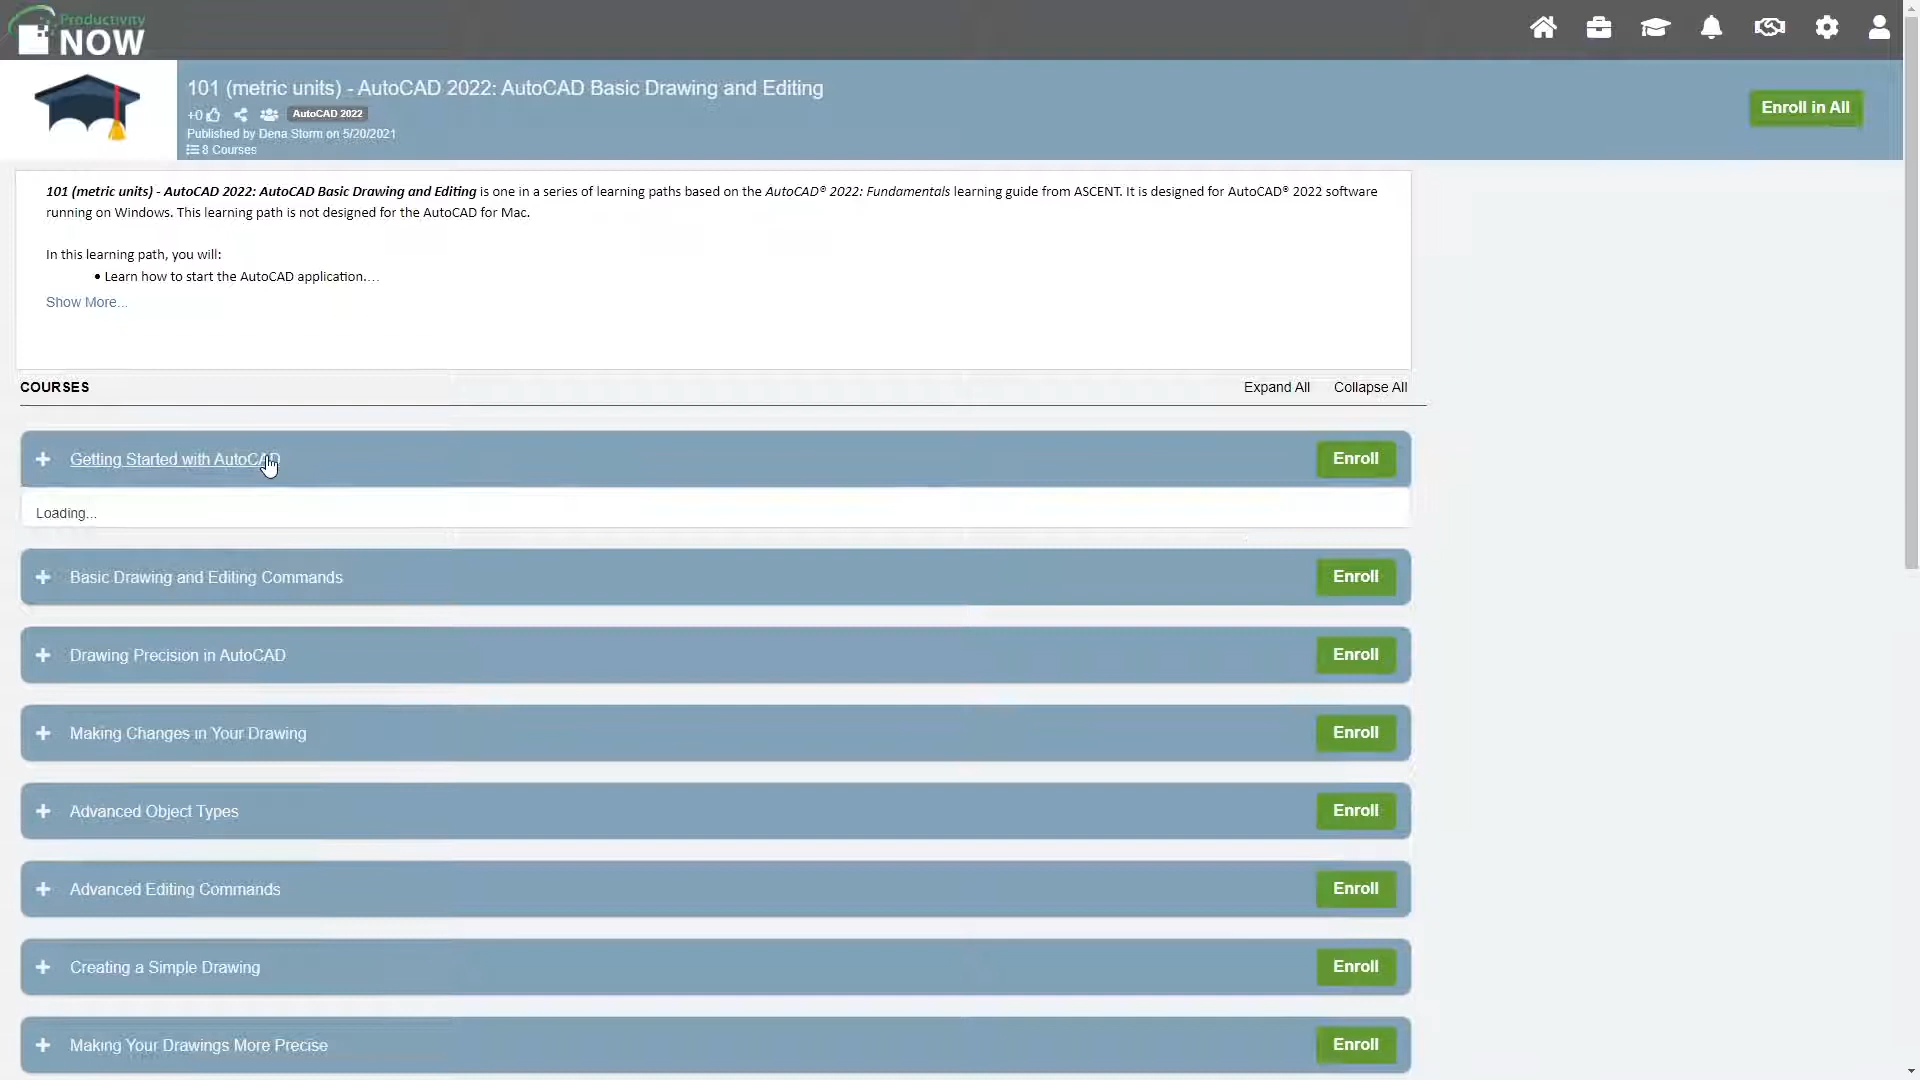 Productivity
NOW
101 (metric units) - AutoCAD 2022: AutoCAD Basic Drawing and Editing
+0 AutoCAD 2022
Published by Dena Storm on 5/20/2021
8 Courses
Enroll in All
101 (metric units) - AutoCAD 2022: AutoCAD Basic Drawing and Editing is one in a series of learning paths based on the AutoCAD® 2022: Fundamentals learning guide from ASCENT. It is designed for AutoCAD® 2022 software
running on Windows. This learning path is not designed for the AutoCAD for Mac.
In this learning path, you will:
• Learn how to start the AutoCAD application....
Show More...
COURSES Expand All Collapse All
Getting Started with AutoCAD Enroll
Loading...
Basic Drawing and Editing Commands Enroll
Drawing Precision in AutoCAD Enroll
Making Changes in Your Drawing Enroll
Advanced Object Types Enroll
Advanced Editing Commands Enroll
Creating a Simple Drawing Enroll
Making Your Drawings More Precise Enroll